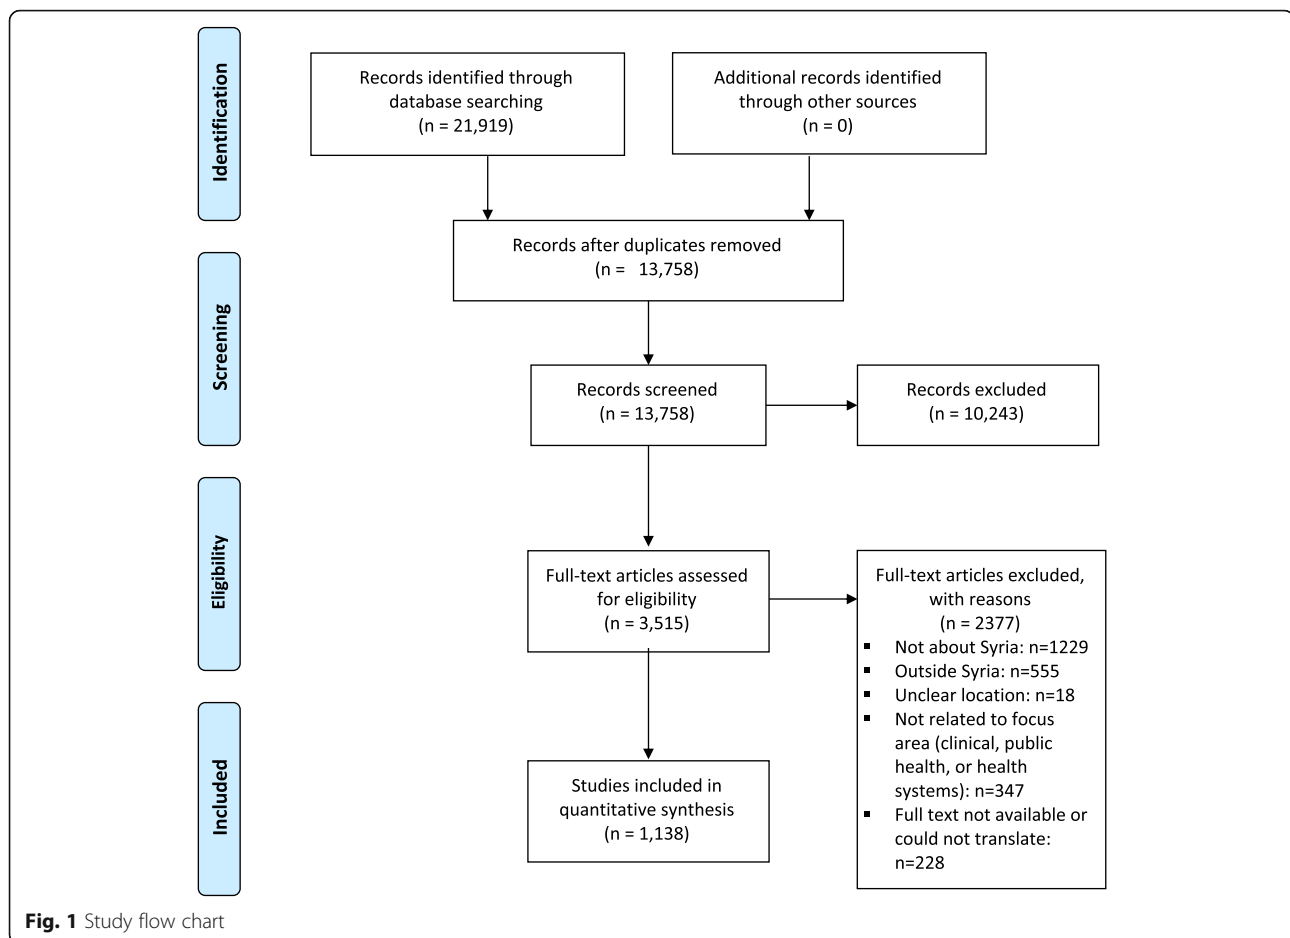 Identification
Records identified through
database searching
(n = 21,919)
Additional records identified
through other sources
(n = 0)
Records after duplicates removed
(n =   13,758)
Screening
Records screened
(n = 13,758)
Records excluded
(n = 10,243)
Eligibility
Full-text articles assessed
for eligibility
(n = 3,515)
Full-text articles excluded,
with reasons
(n = 2377)
▪ Not about Syria: n=1229
▪ Outside Syria: n=555
▪ Unclear location: n=18
▪ Not related to focus
area (clinical, public
health, or health
systems): n=347
▪ Full text not available or
could not translate:
n=228
Included
Studies included in
quantitative synthesis
(n = 1,138)
Fig. 1 Study flow chart